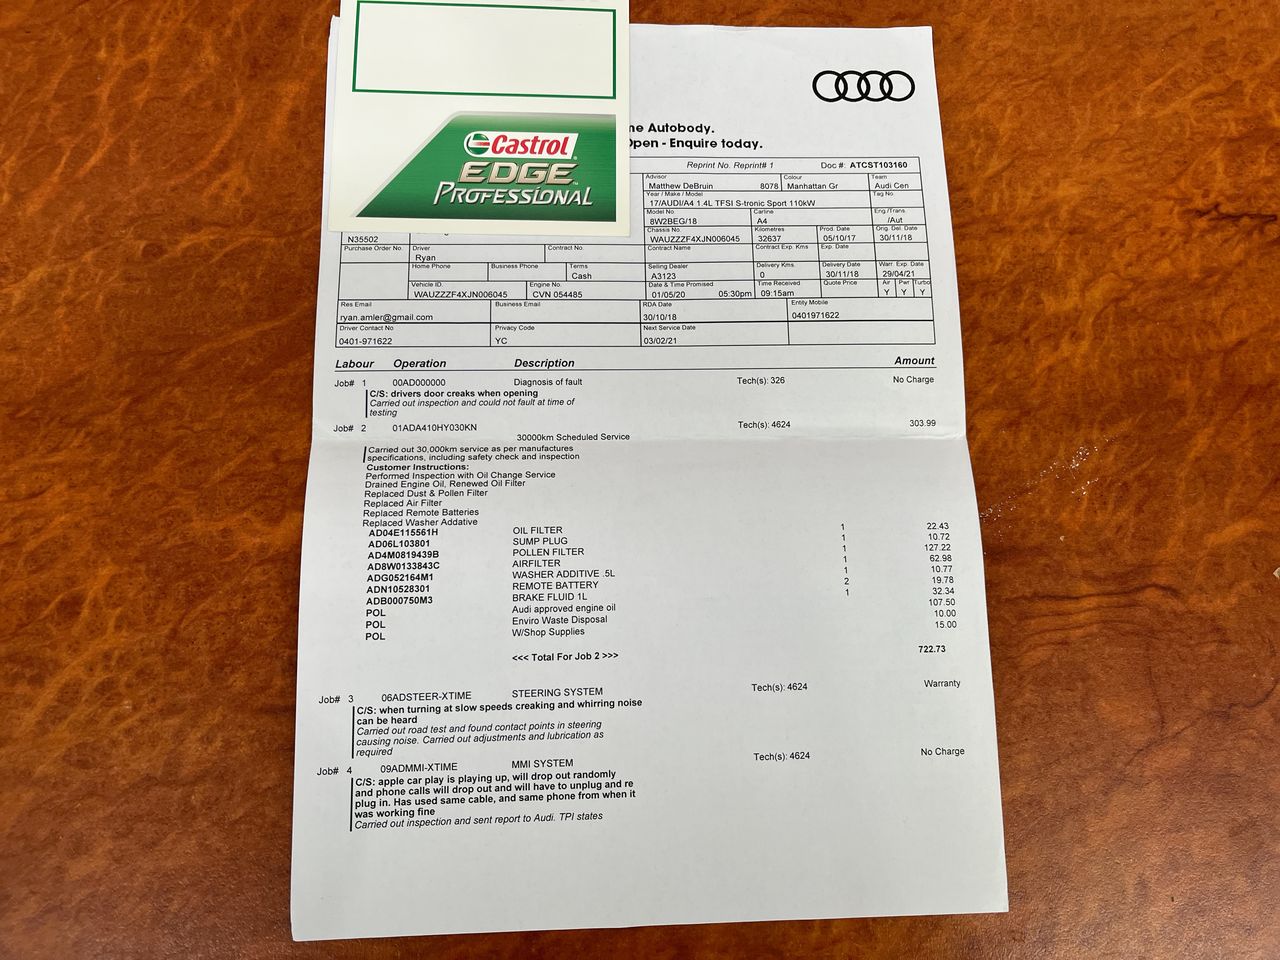 Castrol
EDGE
PROFESSIONAL
ne Autobody.
Open - Enquire today.
Reprint No. Reprint# 1 Doc #: ATCST103160
Advisor Colour Team
Matthew DeBruin 8078 Manhattan Gr Audi Cen
Year / Make / Model Tag No
17/AUDI/A4 1.4L TFSI S-tronic Sport 110kW
Model No. Carline Eng./Trans
8W2BEG/18 A4 /Aut
Chassis No. Kilometres Prod. Date Orig. Del. Date
N35502 WAUZZZF4XJN006045 32637 05/10/17 30/11/18
Purchase Order No. Driver Contract No. Contract Name Contract Exp. Kms Exp. Date
Ryan
Home Phone Business Phone Terms Selling Dealer Delivery Kms. Delivery Date Warr. Exp. Date
Cash A3123 0 30/11/18 29/04/21
Vehicle ID. Engine No. Date & Time Promised Time Received Quote Price Air Pwr Turbo
WAUZZZF4XJN006045 CVN 054485 01/05/20 05:30pm 09:15am Y Y Y
Res Email Business Email RDA Date Entity Mobile
ryan.amler@gmail.com 30/10/18 0401971622
Driver Contact No Privacy Code Next Service Date
0401-971622 YC 03/02/21
Labour Operation Description Amount
Job# 1 00AD000000 Diagnosis of fault Tech(s): 326 No Charge
C/S: drivers door creaks when opening
Carried out inspection and could not fault at time of
testing
Job# 2 01ADA410HY030KN Tech(s): 4624 303.99
30000km Scheduled Service
Carried out 30,000km service as per manufactures
specifications, including safety check and inspection
Customer Instructions:
Performed Inspection with Oil Change Service
Drained Engine Oil, Renewed Oil Filter
Replaced Dust & Pollen Filter
Replaced Air Filter
Replaced Remote Batteries
Replaced Washer Addative
AD04E115561H OIL FILTER 1 22.43
AD06L103801 SUMP PLUG 1 10.72
AD4M0819439B POLLEN FILTER 1 127.22
AD8W0133843C AIRFILTER 1 62.98
ADG052164M1 WASHER ADDITIVE .5L 1 10.77
ADN10528301 REMOTE BATTERY 2 19.78
ADB000750M3 BRAKE FLUID 1L 1 32.34
POL Audi approved engine oil 107.50
POL Enviro Waste Disposal 10.00
POL W/Shop Supplies 15.00
<<< Total For Job 2 >>> 722.73
Job# 3 06ADSTEER-XTIME STEERING SYSTEM Tech(s): 4624 Warranty
C/S: when turning at slow speeds creaking and whirring noise
can be heard
Carried out road test and found contact points in steering
causing noise. Carried out adjustments and lubrication as
required
Job# 4 09ADMMI-XTIME MMI SYSTEM Tech(s): 4624 No Charge
C/S: apple car play is playing up, will drop out randomly
and phone calls will drop out and will have to unplug and re
plug in. Has used same cable, and same phone from when it
was working fine
Carried out inspection and sent report to Audi. TPI states